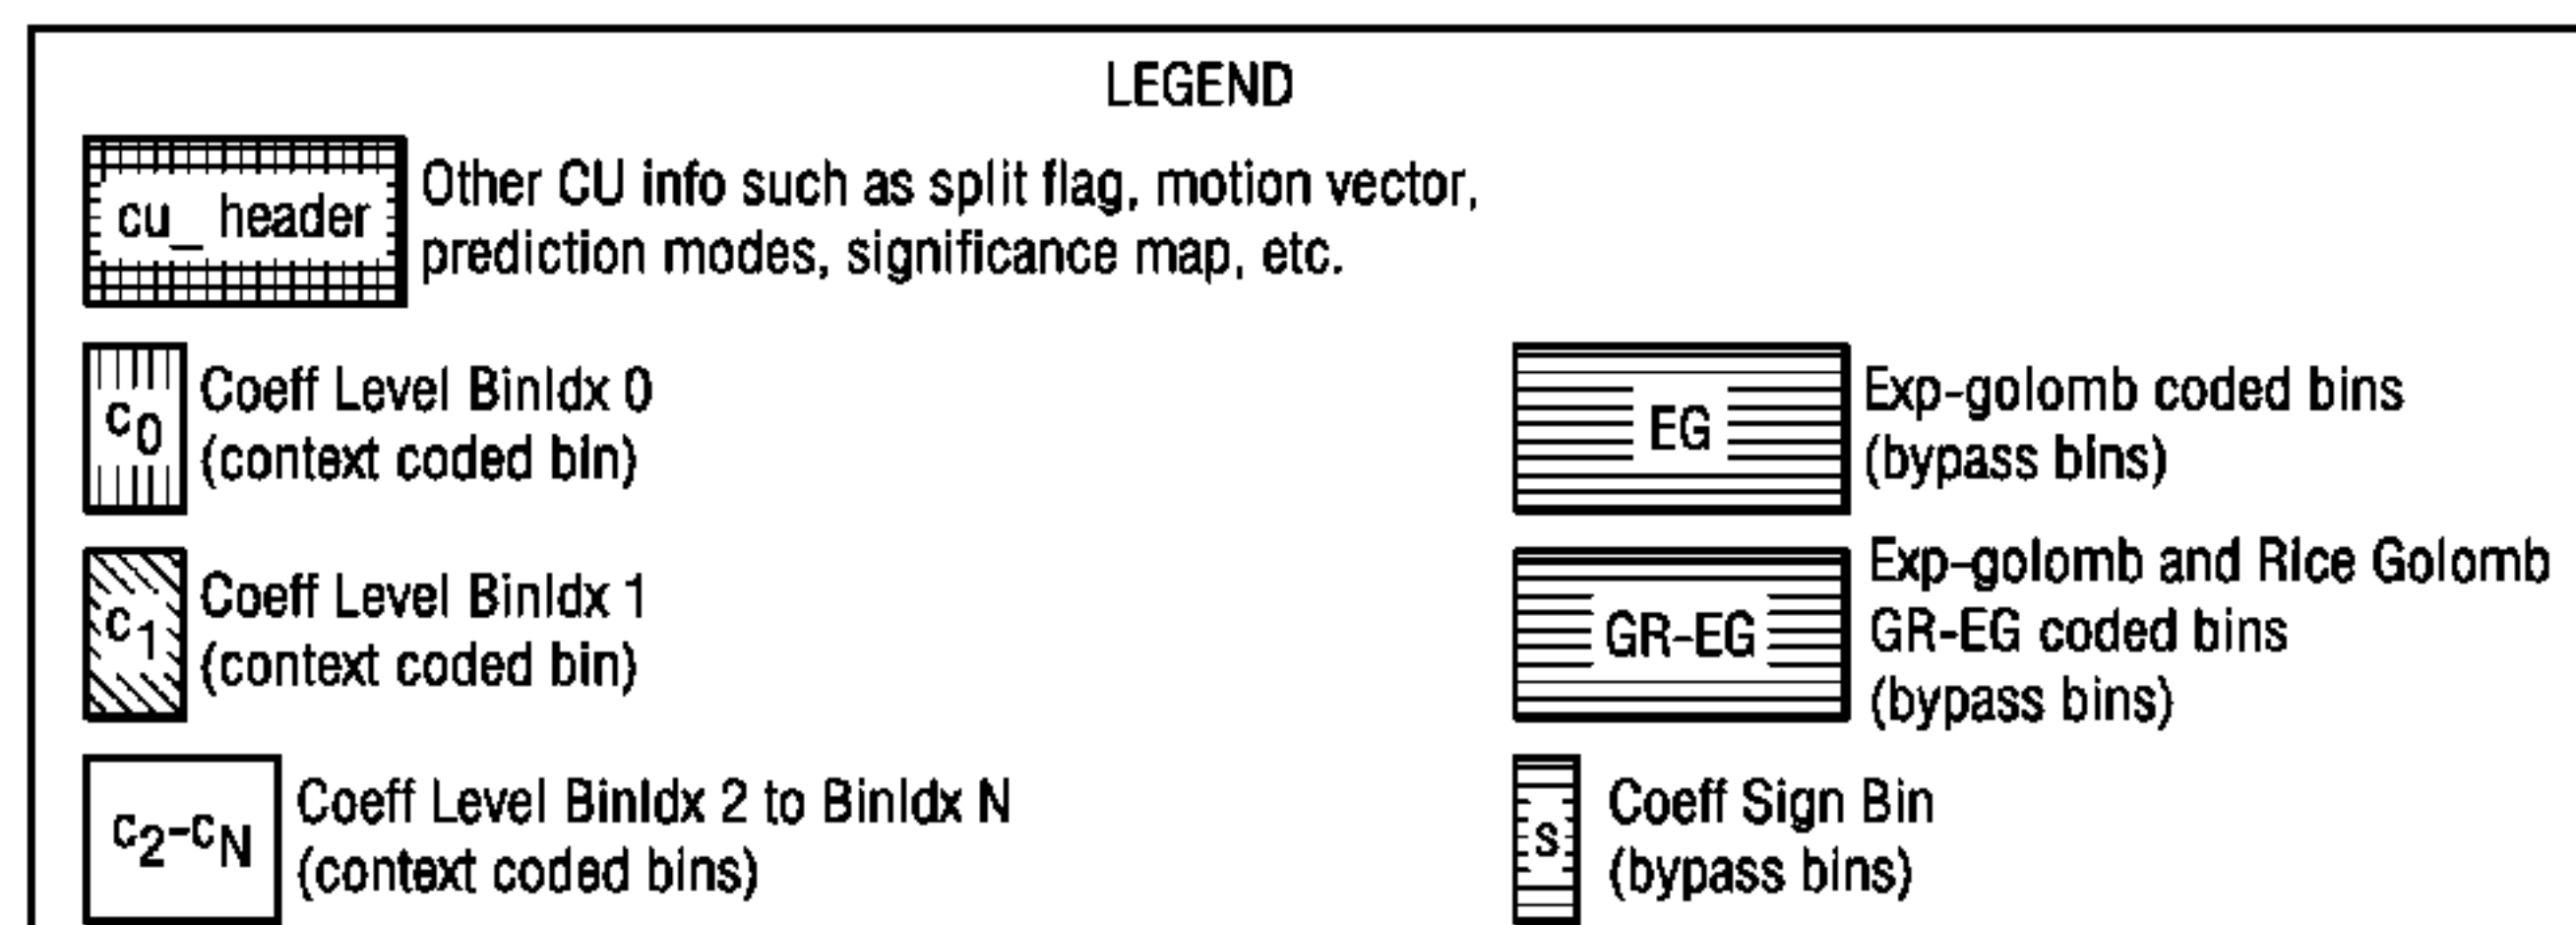 LEGEND
cu_ header
Other CU info such as split flag, motion vector,
prediction modes, significance map, etc.
c0
Coeff Level BinIdx 0
(context coded bin)
c1
Coeff Level BinIdx 1
(context coded bin)
c2-cN
Coeff Level BinIdx 2 to BinIdx N
(context coded bins)
EG
Exp-golomb coded bins
(bypass bins)
GR-EG
Exp-golomb and Rice Golomb
GR-EG coded bins
(bypass bins)
s
Coeff Sign Bin
(bypass bins)